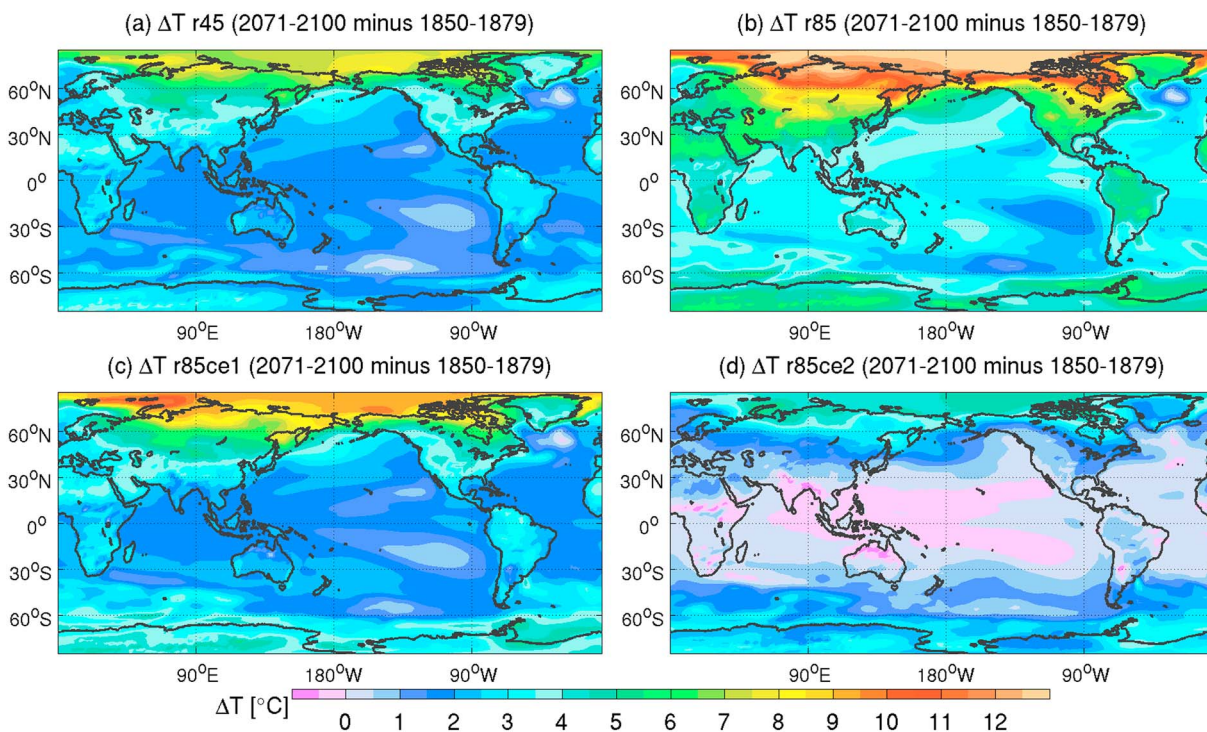 (a) ΔT r45 (2071-2100 minus 1850-1879)
(b) ΔT r85 (2071-2100 minus 1850-1879)
60°N
30°N
0°
30°S
60°S
90°E 180°W 90°W
60°N
30°N
0°
30°S
60°S
90°E 180°W 90°W
(c) ΔT r85ce1 (2071-2100 minus 1850-1879)
(d) ΔT r85ce2 (2071-2100 minus 1850-1879)
60°N
30°N
0°
30°S
60°S
90°E 180°W 90°W
60°N
30°N
0°
30°S
60°S
90°E 180°W 90°W
ΔT [°C]
0 1 2 3 4 5 6 7 8 9 10 11 12